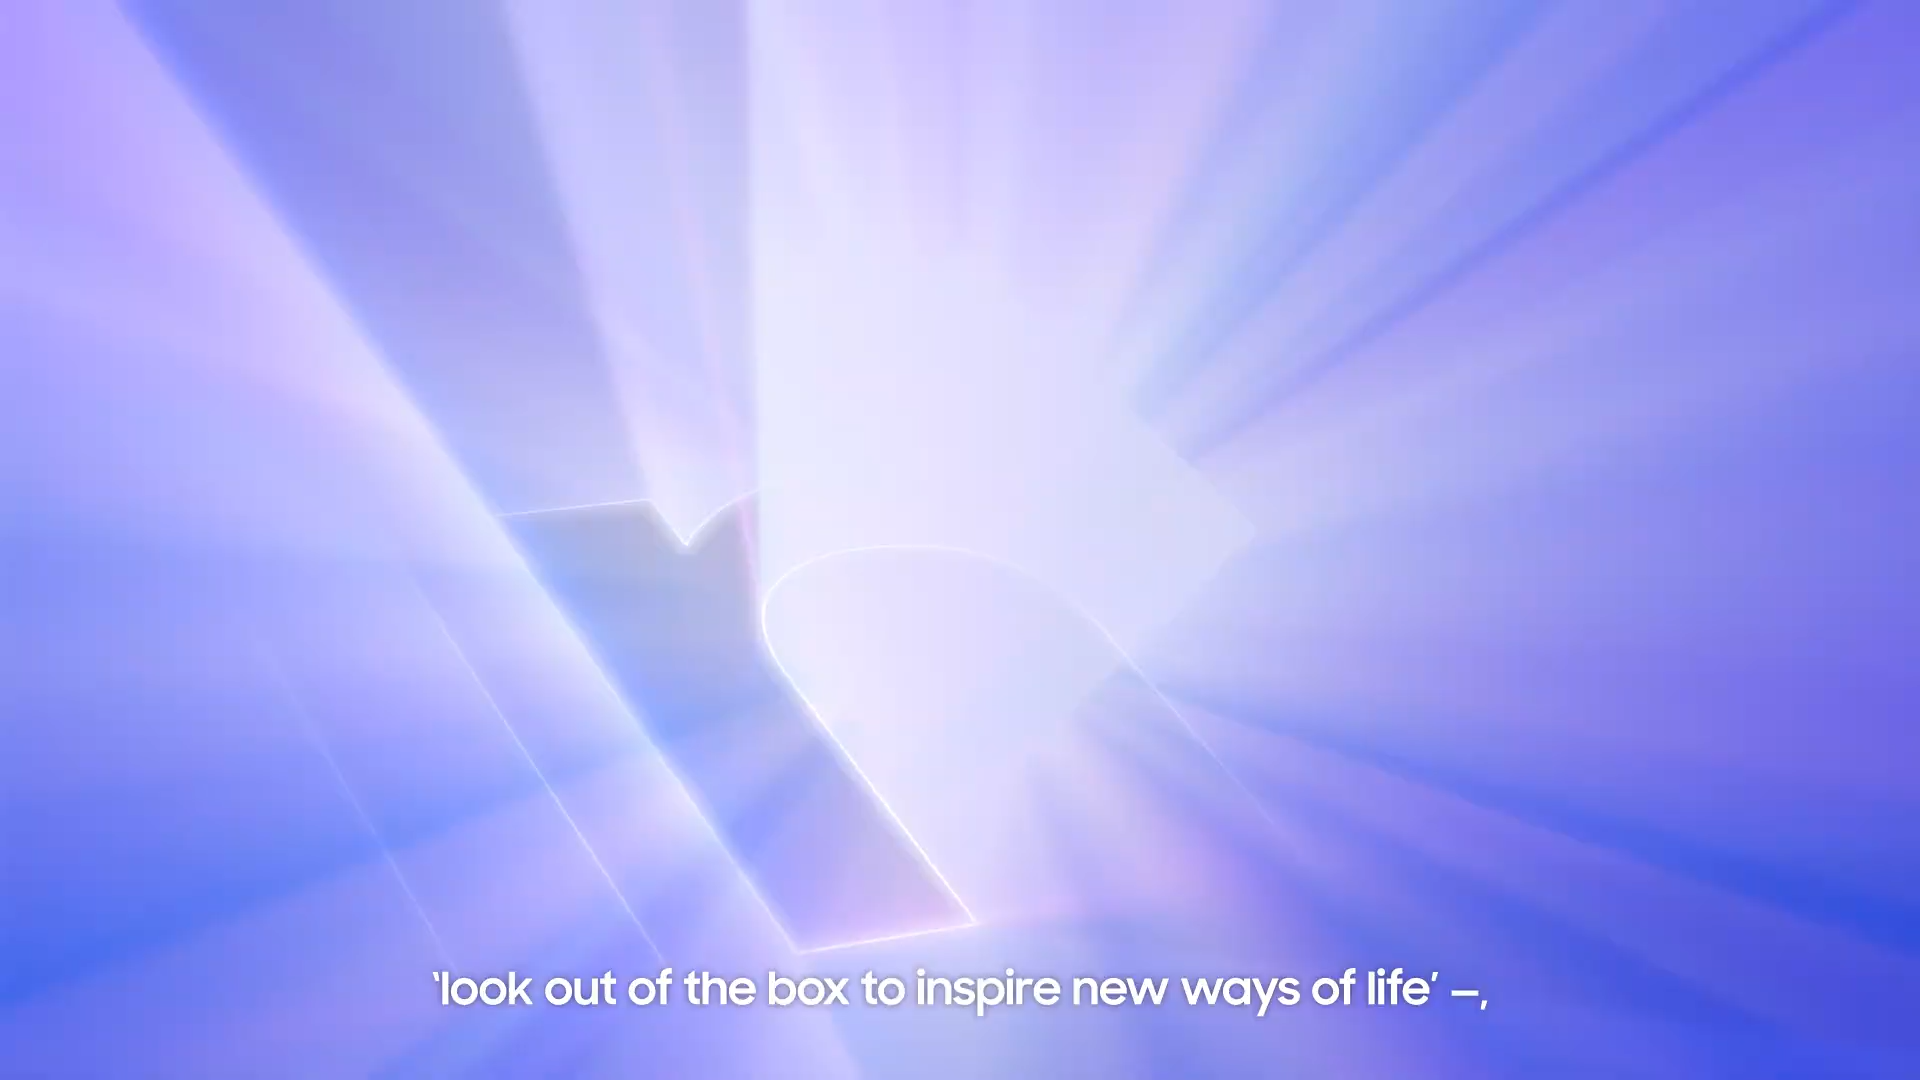 ‘look out of the box to inspire new ways of life’ –,